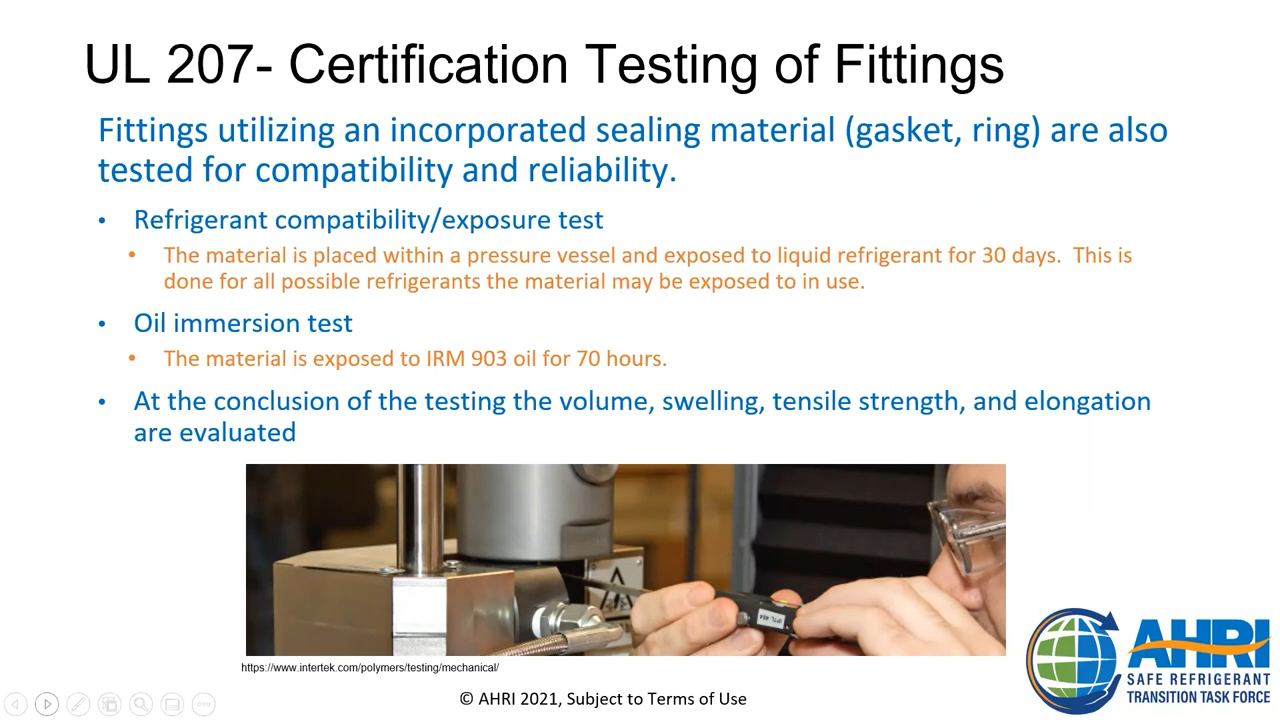 UL 207- Certification Testing of Fittings
Fittings utilizing an incorporated sealing material (gasket, ring) are also
tested for compatibility and reliability.
• Refrigerant compatibility/exposure test
• The material is placed within a pressure vessel and exposed to liquid refrigerant for 30 days.  This is
done for all possible refrigerants the material may be exposed to in use.
• Oil immersion test
• The material is exposed to IRM 903 oil for 70 hours.
• At the conclusion of the testing the volume, swelling, tensile strength, and elongation
are evaluated
https://www.intertek.com/polymers/testing/mechanical/
© AHRI 2021, Subject to Terms of Use
AHRI
SAFE REFRIGERANT
TRANSITION TASK FORCE